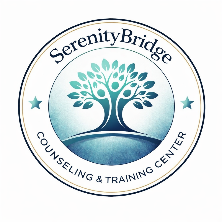 SerenityBridge
COUNSELING & TRAINING CENTER